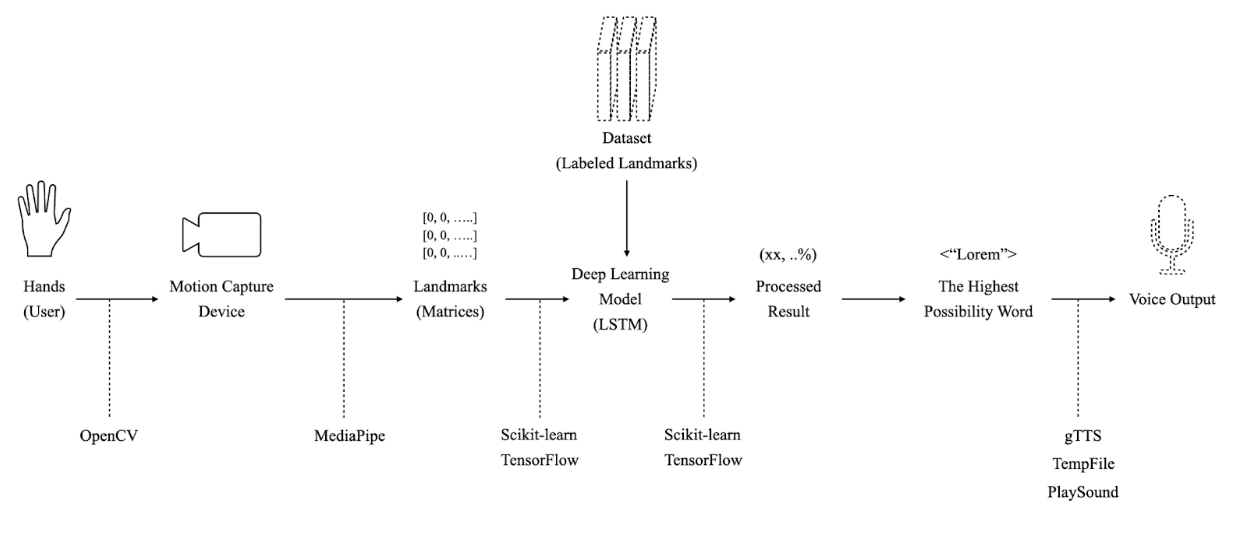 Dataset
(Labeled Landmarks)
[0, 0, .....]
[0, 0, .....]
[0, 0, .....]
(xx, ..%)
<“Lorem”>
Hands
(User)
Motion Capture
Device
Landmarks
(Matrices)
Deep Learning
Model
(LSTM)
Processed
Result
The Highest
Possibility Word
Voice Output
OpenCV
MediaPipe
Scikit-learn
TensorFlow
Scikit-learn
TensorFlow
gTTS
TempFile
PlaySound